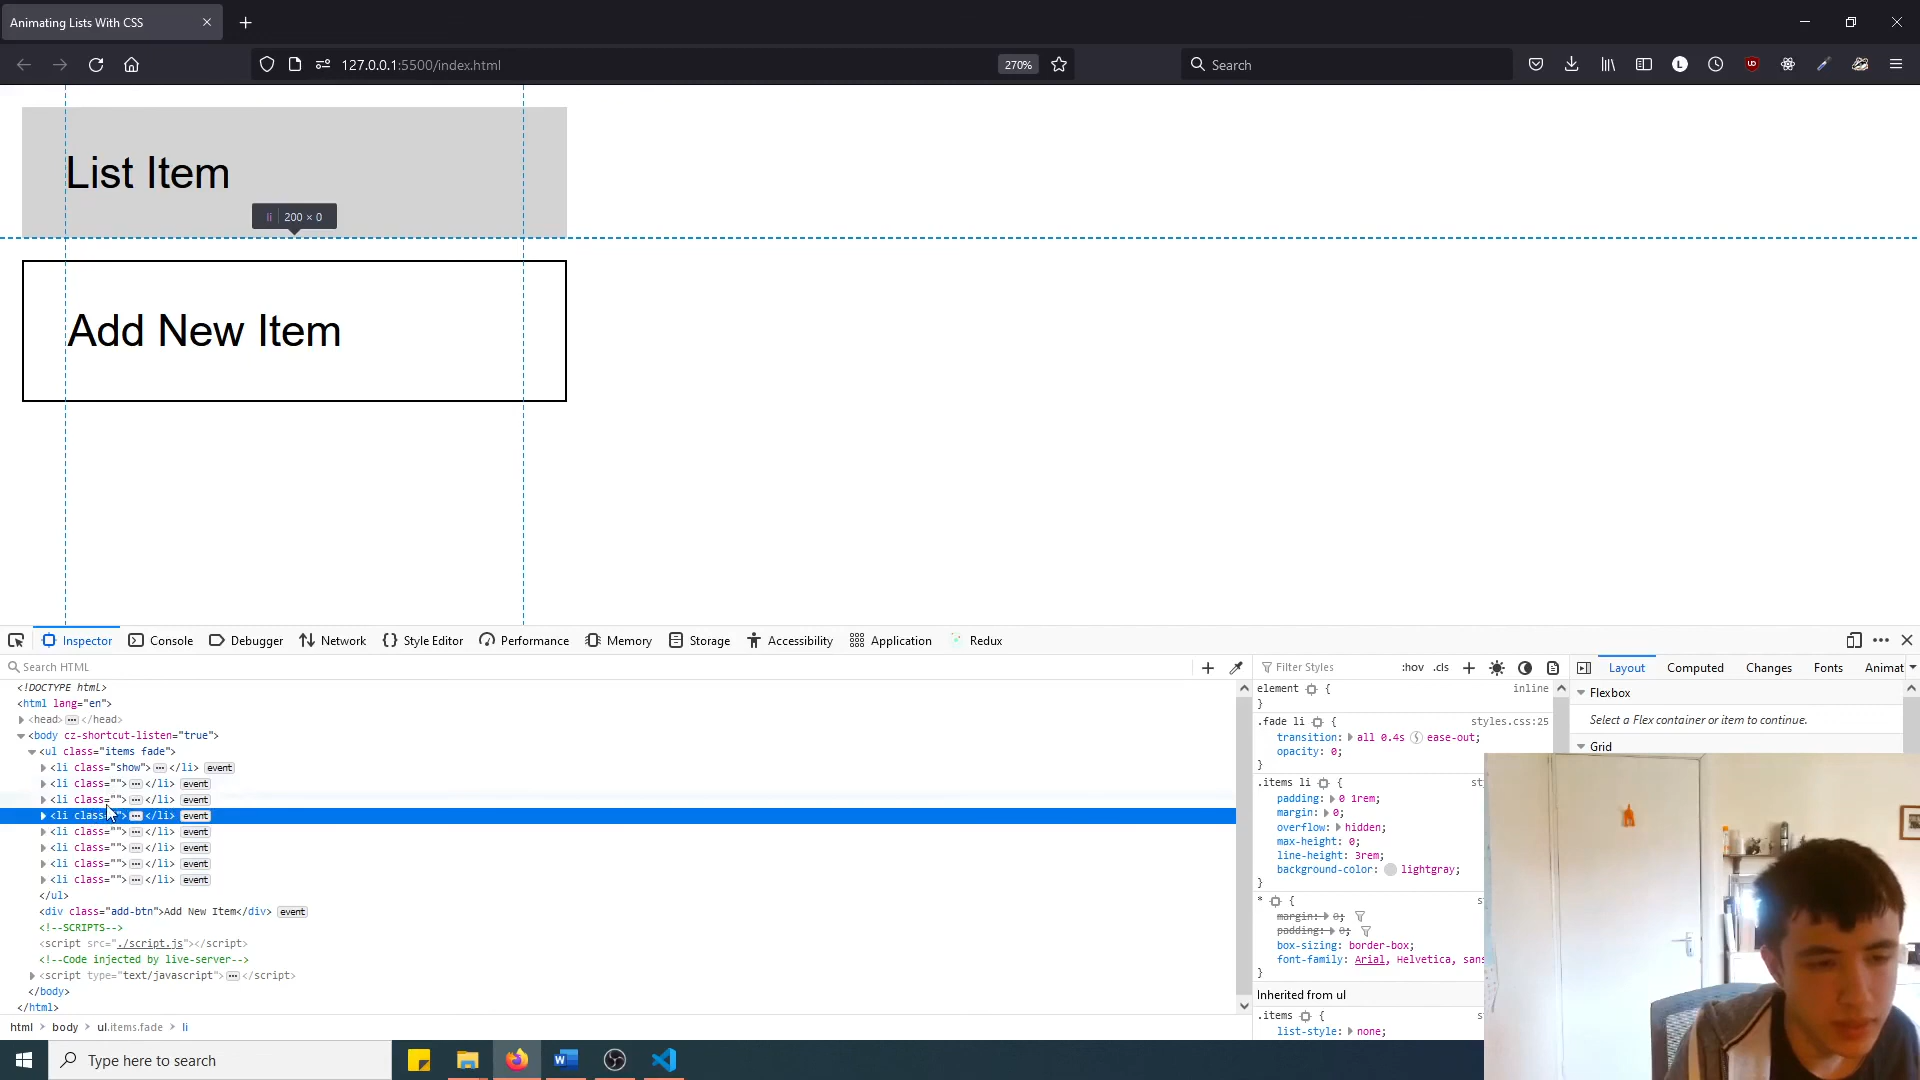 Animating Lists With CSS
127.0.0.1:5500/index.html
270%
Search
List Item
li 200 × 0
Add New Item
Inspector
Console
Debugger
Network
Style Editor
Performance
Memory
Storage
Accessibility
Application
Redux
Search HTML
<!DOCTYPE html>
<html lang="en">
<head>…</head>
<body cz-shortcut-listen="true">
<ul class="items fade">
<li class="show">…</li> event
<li class="">…</li> event
<li class="">…</li> event
<li class="">…</li> event
<li class="">…</li> event
<li class="">…</li> event
<li class="">…</li> event
<li class="">…</li> event
</ul>
<div class="add-btn">Add New Item</div> event
<!--SCRIPTS-->
<script src="./script.js"></script>
<!--Code injected by live-server-->
<script type="text/javascript">…</script>
</body>
</html>
html > body > ul.items.fade > li
Filter Styles
:hov .cls
element { inline
}
.fade li { styles.css:25
transition: all 0.4s ease-out;
opacity: 0;
}
.items li { st
padding: 0 1rem;
margin: 0;
overflow: hidden;
max-height: 0;
line-height: 3rem;
background-color: lightgray;
}
* { s
margin: 0;
padding: 0;
box-sizing: border-box;
font-family: Arial, Helvetica, sans
}
Inherited from ul
.items { s
list-style: none;
Layout
Computed
Changes
Fonts
Animat
Flexbox
Select a Flex container or item to continue.
Grid
Type here to search